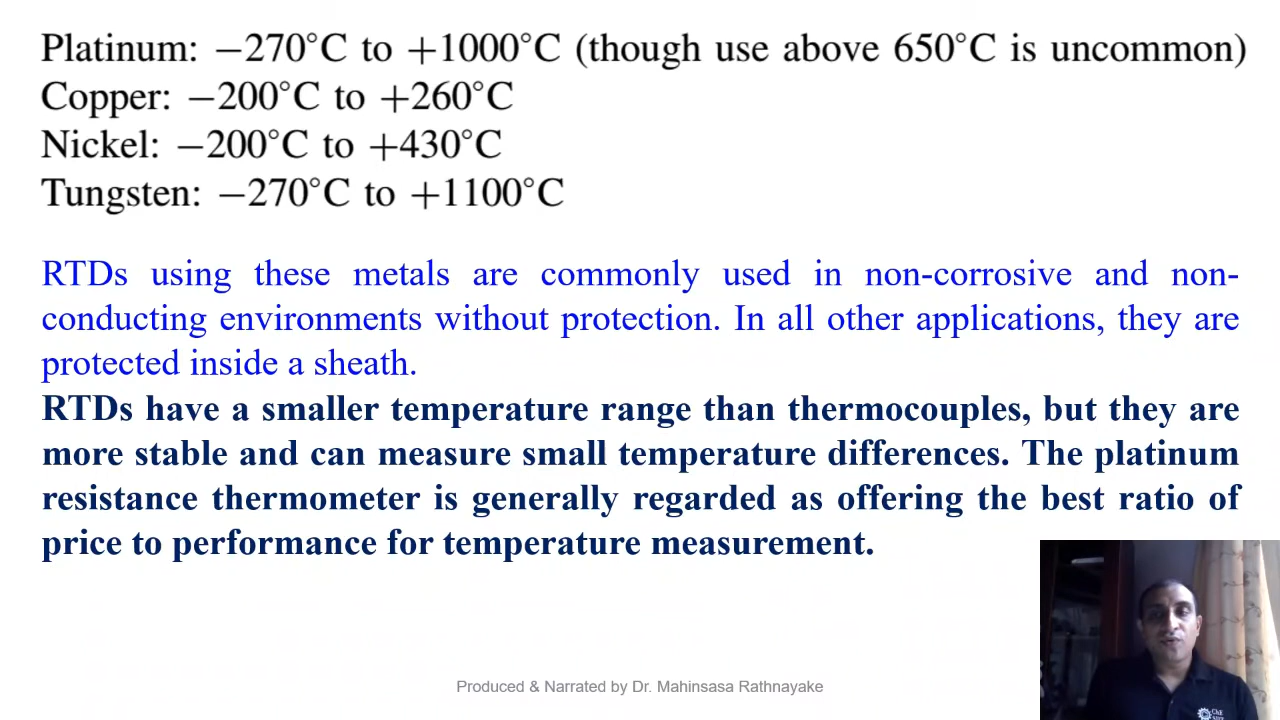 Platinum: −270°C to +1000°C (though use above 650°C is uncommon)
Copper: −200°C to +260°C
Nickel: −200°C to +430°C
Tungsten: −270°C to +1100°C
RTDs using these metals are commonly used in non-corrosive and non-
conducting environments without protection. In all other applications, they are
protected inside a sheath.
RTDs have a smaller temperature range than thermocouples, but they are
more stable and can measure small temperature differences. The platinum
resistance thermometer is generally regarded as offering the best ratio of
price to performance for temperature measurement.
Produced & Narrated by Dr. Mahinsasa Rathnayake